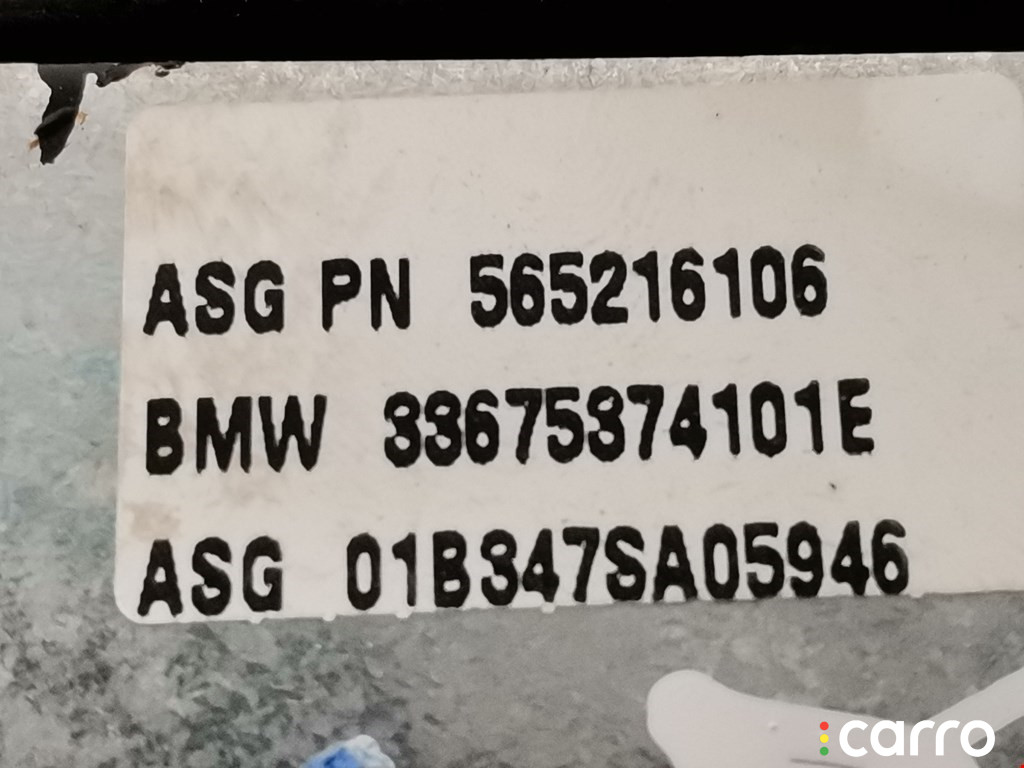 ASG PN 565216106
BMW 33675374101E
ASG 01B347SA05946
carro